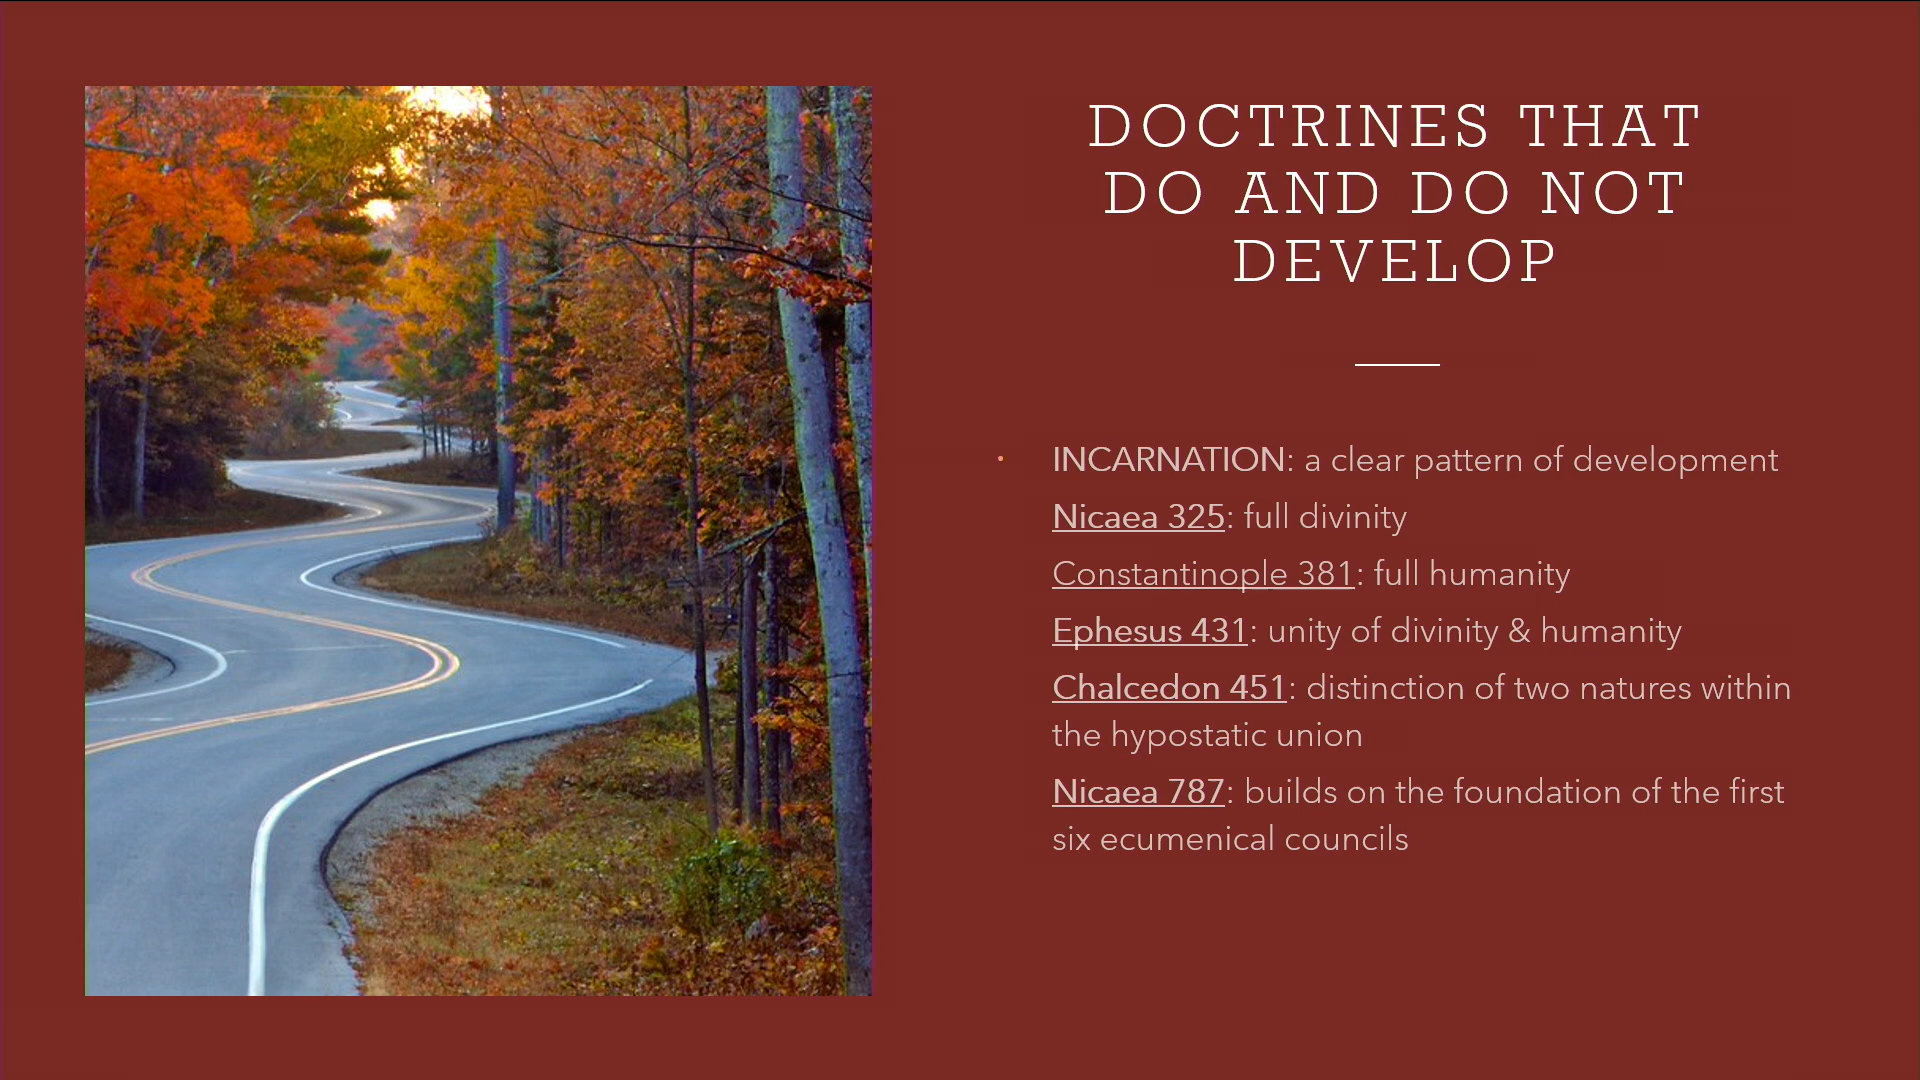 DOCTRINES THAT
DO AND DO NOT
DEVELOP
• INCARNATION: a clear pattern of development
Nicaea 325: full divinity
Constantinople 381: full humanity
Ephesus 431: unity of divinity & humanity
Chalcedon 451: distinction of two natures within
the hypostatic union
Nicaea 787: builds on the foundation of the first
six ecumenical councils